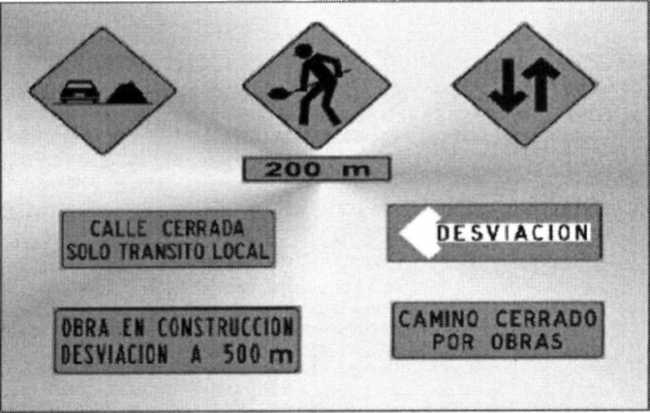 200 m
CALLE CERRADA
SOLO TRANSITO LOCAL
DESVIACION
OBRA EN CONSTRUCCION
DESVIACION A 500 m
CAMINO CERRADO
POR OBRAS